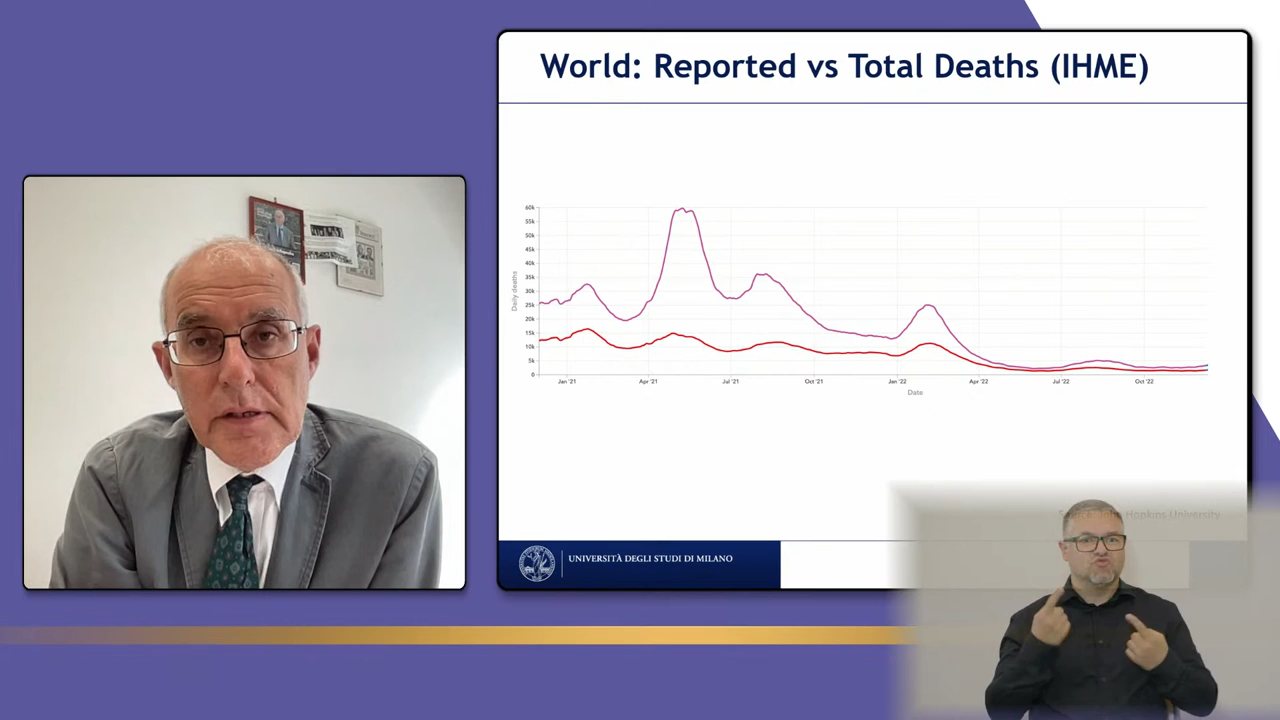 World: Reported vs Total Deaths (IHME)
60k
55k
50k
45k
40k
35k
30k
25k
20k
15k
10k
5k
0
Daily deaths
Jan '21
Apr '21
Jul '21
Oct '21
Jan '22
Apr '22
Jul '22
Oct '22
Date
Hopkins University
UNIVERSITÀ DEGLI STUDI DI MILANO